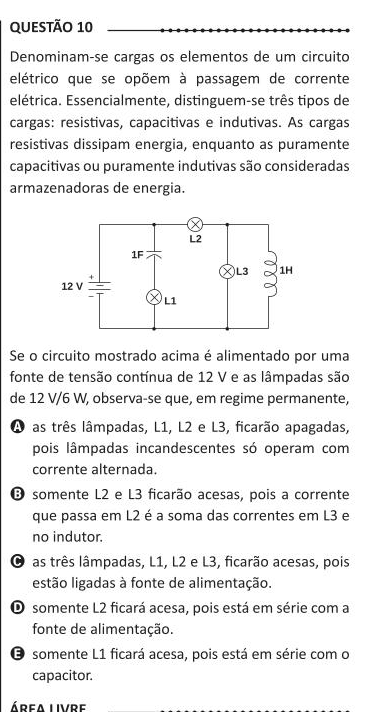 QUESTÃO 10
Denominam-se cargas os elementos de um circuito
elétrico que se opõem à passagem de corrente
elétrica. Essencialmente, distinguem-se três tipos de
cargas: resistivas, capacitivas e indutivas. As cargas
resistivas dissipam energia, enquanto as puramente
capacitivas ou puramente indutivas são consideradas
armazenadoras de energia.
L2
1F
L3
1H
+
12 V
−
L1
Se o circuito mostrado acima é alimentado por uma
fonte de tensão contínua de 12 V e as lâmpadas são
de 12 V/6 W, observa-se que, em regime permanente,
A as três lâmpadas, L1, L2 e L3, ficarão apagadas,
pois lâmpadas incandescentes só operam com
corrente alternada.
B somente L2 e L3 ficarão acesas, pois a corrente
que passa em L2 é a soma das correntes em L3 e
no indutor.
C as três lâmpadas, L1, L2 e L3, ficarão acesas, pois
estão ligadas à fonte de alimentação.
D somente L2 ficará acesa, pois está em série com a
fonte de alimentação.
E somente L1 ficará acesa, pois está em série com o
capacitor.
ÁREA LIVRE